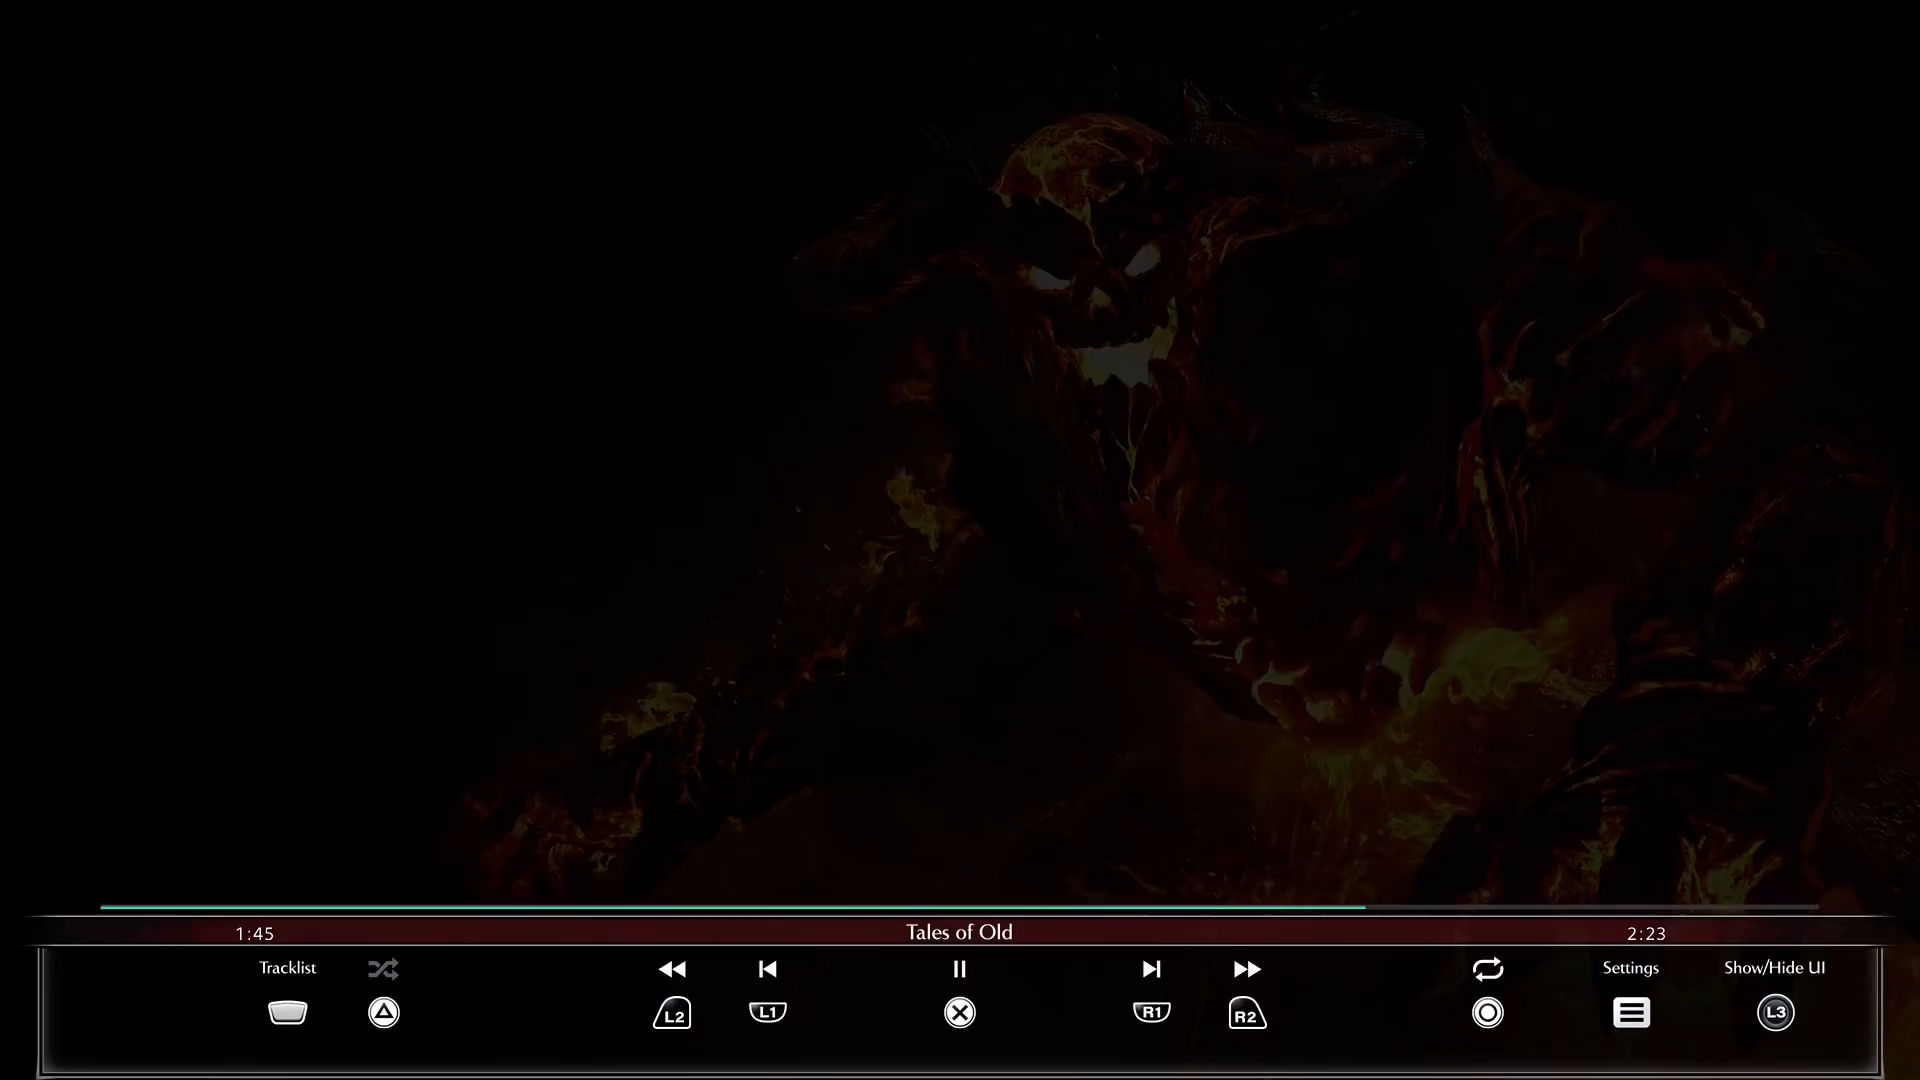 1:45
Tales of Old
2:23
Tracklist
Settings
Show/Hide UI
L2
L1
R1
R2
L3